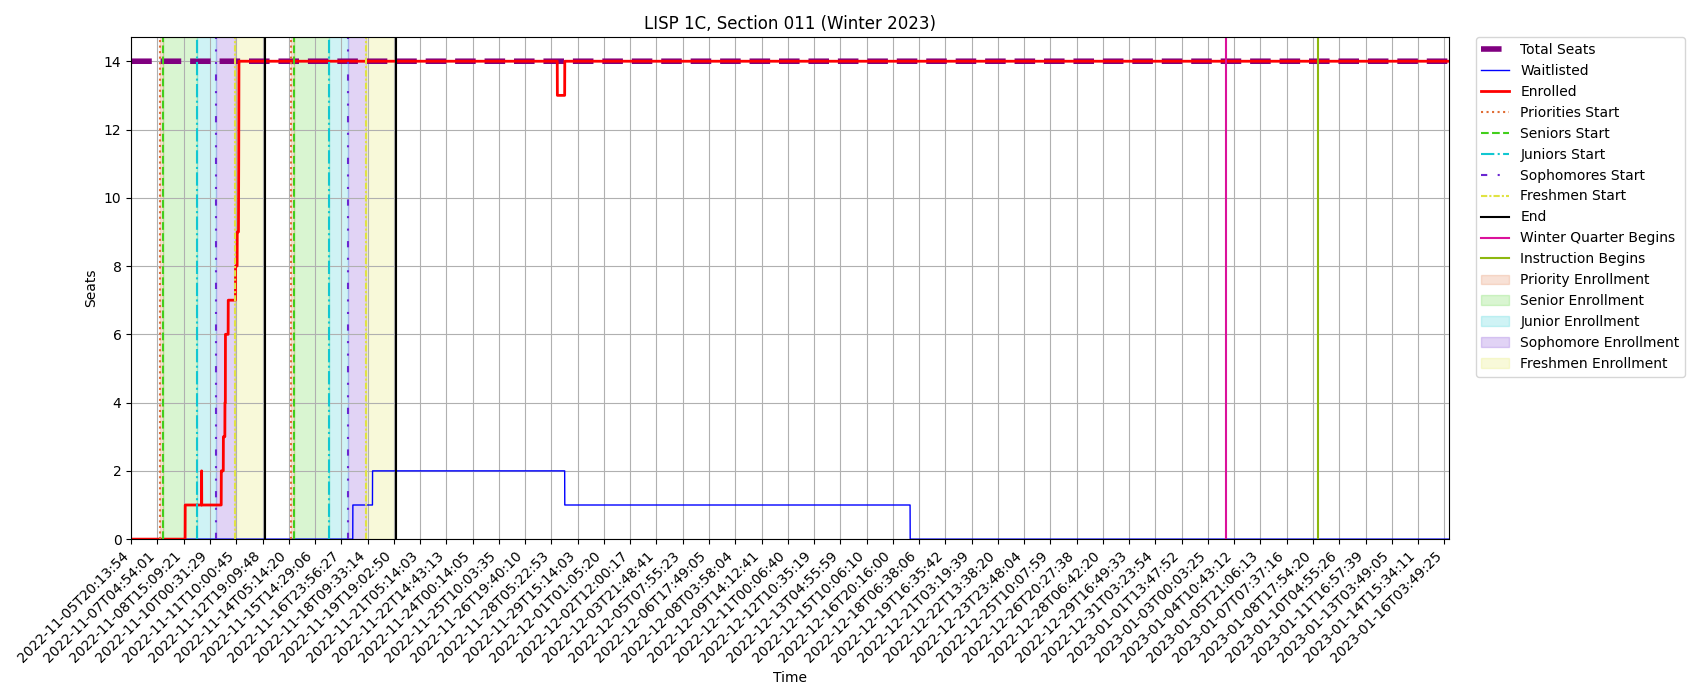 LISP 1C, Section 011 (Winter 2023)
Seats
14
12
10
8
6
4
2
0
2022-11-05T20:13:54
2022-11-07T04:54:01
2022-11-08T15:09:21
2022-11-10T00:31:29
2022-11-11T10:00:45
2022-11-12T19:09:48
2022-11-14T05:14:20
2022-11-15T14:29:06
2022-11-16T23:56:27
2022-11-18T09:33:14
2022-11-19T19:02:50
2022-11-21T05:14:03
2022-11-22T14:43:13
2022-11-24T00:14:05
2022-11-25T10:03:35
2022-11-26T19:40:10
2022-11-28T05:22:53
2022-11-29T15:14:03
2022-12-01T01:05:20
2022-12-02T12:00:17
2022-12-03T21:48:41
2022-12-05T07:55:23
2022-12-06T17:49:05
2022-12-08T03:58:04
2022-12-09T14:12:41
2022-12-11T00:06:40
2022-12-12T10:35:19
2022-12-13T14:55:59
2022-12-15T10:06:10
2022-12-16T20:16:00
2022-12-18T06:38:06
2022-12-19T16:35:42
2022-12-21T03:19:39
2022-12-22T13:38:20
2022-12-23T23:48:04
2022-12-25T10:07:59
2022-12-26T20:27:38
2022-12-28T06:42:20
2022-12-29T16:49:33
2022-12-31T03:23:54
2023-01-01T13:47:52
2023-01-03T00:03:25
2023-01-04T10:43:12
2023-01-05T21:06:13
2023-01-07T07:37:16
2023-01-08T17:54:20
2023-01-10T04:55:26
2023-01-11T16:57:39
2023-01-13T03:49:05
2023-01-14T15:34:11
2023-01-16T03:49:25
Time
Total Seats
Waitlisted
Enrolled
Priorities Start
Seniors Start
Juniors Start
Sophomores Start
Freshmen Start
End
Winter Quarter Begins
Instruction Begins
Priority Enrollment
Senior Enrollment
Junior Enrollment
Sophomore Enrollment
Freshmen Enrollment